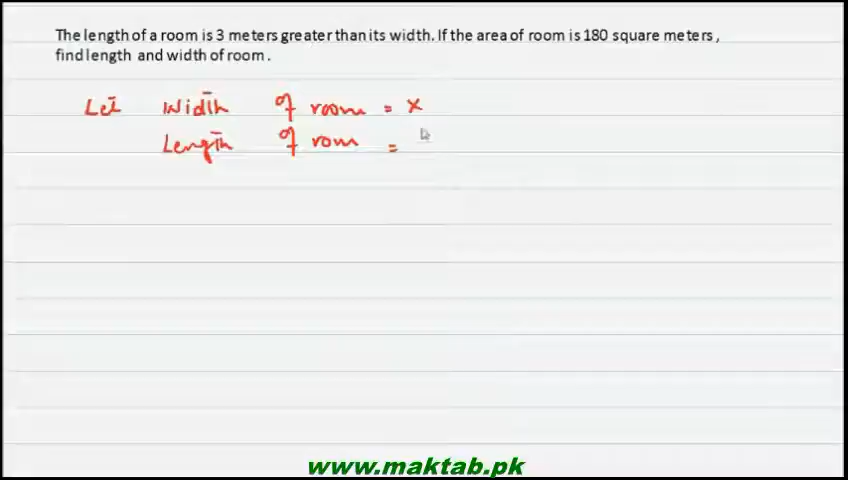 The length of a room is 3 meters greater than its width. If the area of room is 180 square meters,
find length and width of room.
Let Width of room = x
Length of rom =
www.maktab.pk